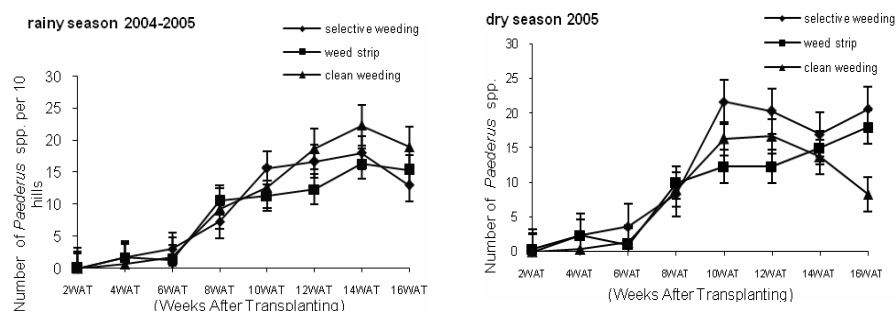 rainy season 2004-2005
selective weeding
weed strip
clean weeding
Number of Paederus spp. per 10
hills
30
25
20
15
10
5
0
2WAT 4WAT 6WAT 8WAT 10WAT 12WAT 14WAT 16WAT
(Weeks After Transplanting)
dry season 2005
selective weeding
weed strip
clean weeding
Number of Paederus spp.
30
25
20
15
10
5
0
2WAT 4WAT 6WAT 8WAT 10WAT 12WAT 14WAT 16WAT
(Weeks After Transplanting)